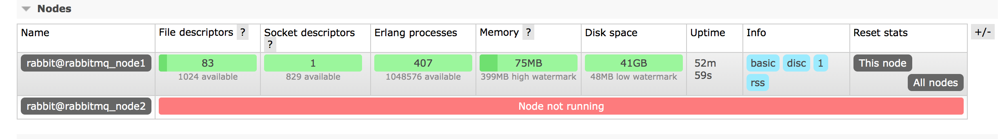 Nodes
Name File descriptors ? Socket descriptors ? Erlang processes Memory ? Disk space Uptime Info Reset stats +/-
rabbit@rabbitmq_node1 83 1 407 75MB 41GB 52m 59s basic disc 1 rss This node All nodes
1024 available 829 available 1048576 available 399MB high watermark 48MB low watermark
rabbit@rabbitmq_node2 Node not running